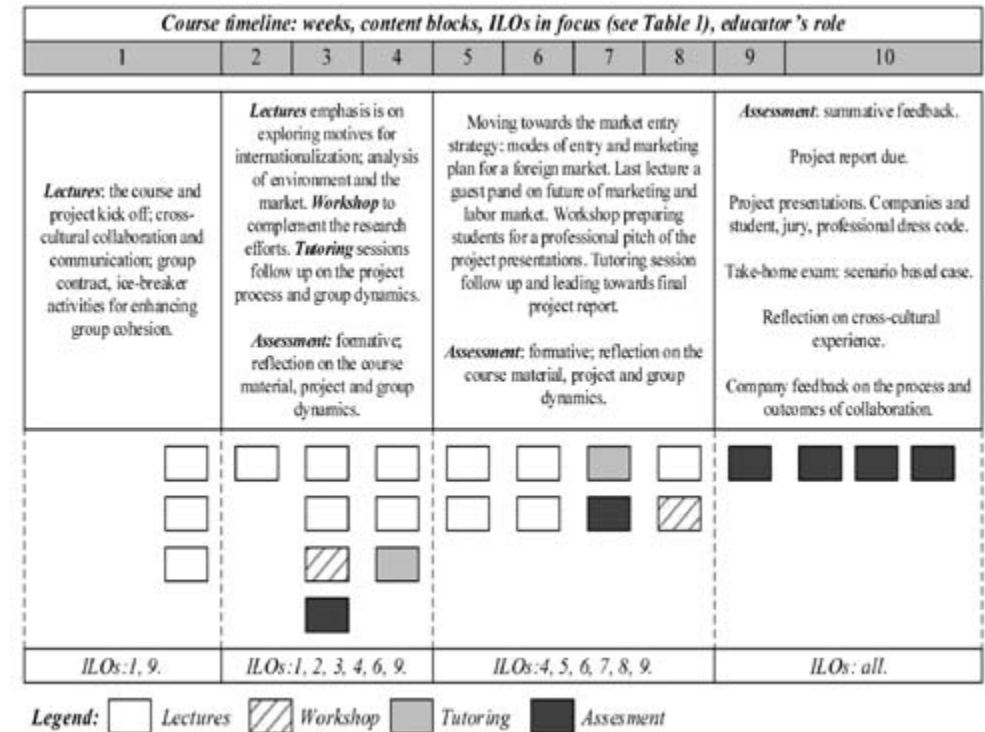 Course timeline: weeks, content blocks, ILOs in focus (see Table 1), educator's role
1 2 3 4 5 6 7 8 9 10
Lectures: the course and
project kick off; cross-
cultural collaboration and
communication; group
contract, ice-breaker
activities for enhancing
group cohesion.
Lectures emphasis is on
exploring motives for
internationalization; analysis
of environment and the
market. Workshop to
complement the research
efforts. Tutoring sessions
follow up on the project
process and group dynamics.
Assessment: formative;
reflection on the course
material, project and group
dynamics.
Moving towards the market entry
strategy: modes of entry and marketing
plan for a foreign market. Last lecture a
guest panel on future of marketing and
labor market. Workshop preparing
students for a professional pitch of the
project presentations. Tutoring session
follow up and leading towards final
project report.
Assessment: formative; reflection on the
course material, project and group
dynamics.
Assessment: summative feedback.
Project report due.
Project presentations. Companies and
student, jury, professional dress code.
Take-home exam: scenario based case.
Reflection on cross-cultural
experience.
Company feedback on the process and
outcomes of collaboration.
ILOs:1, 9.
ILOs:1, 2, 3, 4, 6, 9.
ILOs:4, 5, 6, 7, 8, 9.
ILOs: all.
Legend: Lectures Workshop Tutoring Assesment